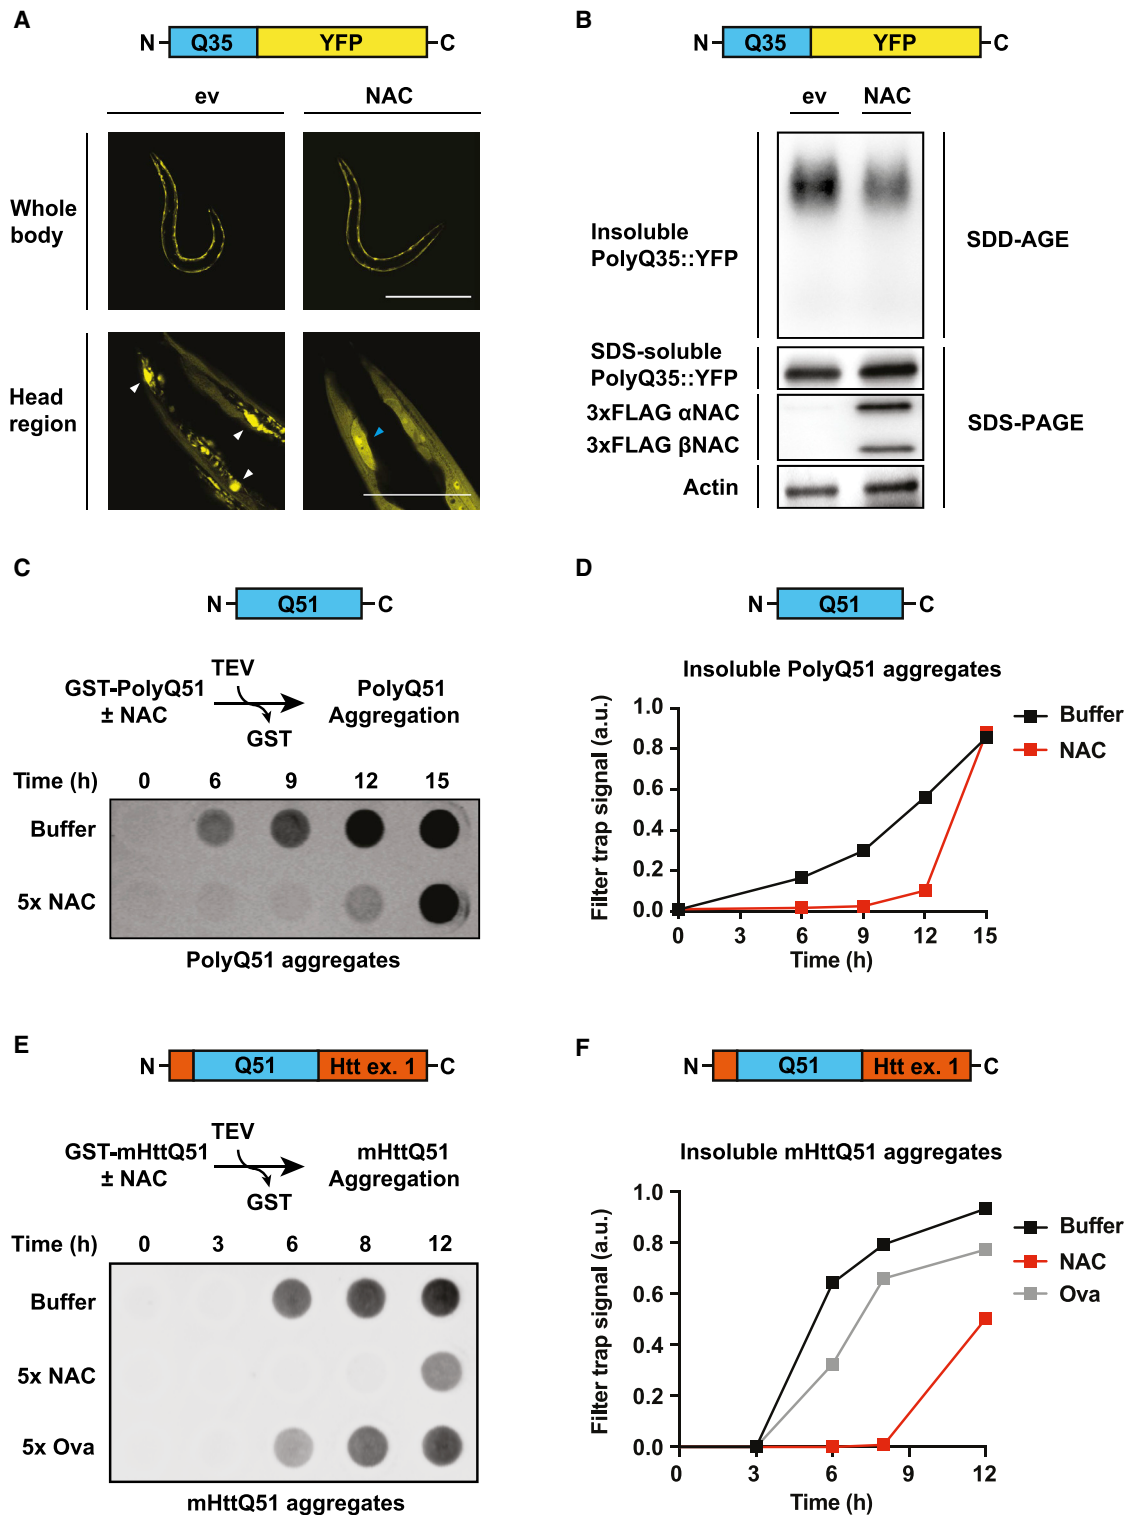 A
N
Q35
YFP
C
ev
NAC
Whole
body
Head
region
B
N
Q35
YFP
C
ev
NAC
Insoluble
PolyQ35::YFP
SDD-AGE
SDS-soluble
PolyQ35::YFP
3xFLAG αNAC
3xFLAG βNAC
Actin
SDS-PAGE
C
N
Q51
C
TEV
GST-PolyQ51
± NAC
GST
PolyQ51
Aggregation
Time (h) 0 6 9 12 15
Buffer
5x NAC
PolyQ51 aggregates
D
N
Q51
C
Insoluble PolyQ51 aggregates
Filter trap signal (a.u.)
1.0
0.8
0.6
0.4
0.2
0.0
0 3 6 9 12 15
Time (h)
Buffer
NAC
E
N
Q51
Htt ex. 1
C
TEV
GST-mHttQ51
± NAC
GST
mHttQ51
Aggregation
Time (h) 0 3 6 8 12
Buffer
5x NAC
5x Ova
mHttQ51 aggregates
F
N
Q51
Htt ex. 1
C
Insoluble mHttQ51 aggregates
Filter trap signal (a.u.)
1.0
0.8
0.6
0.4
0.2
0.0
0 3 6 9 12
Time (h)
Buffer
NAC
Ova